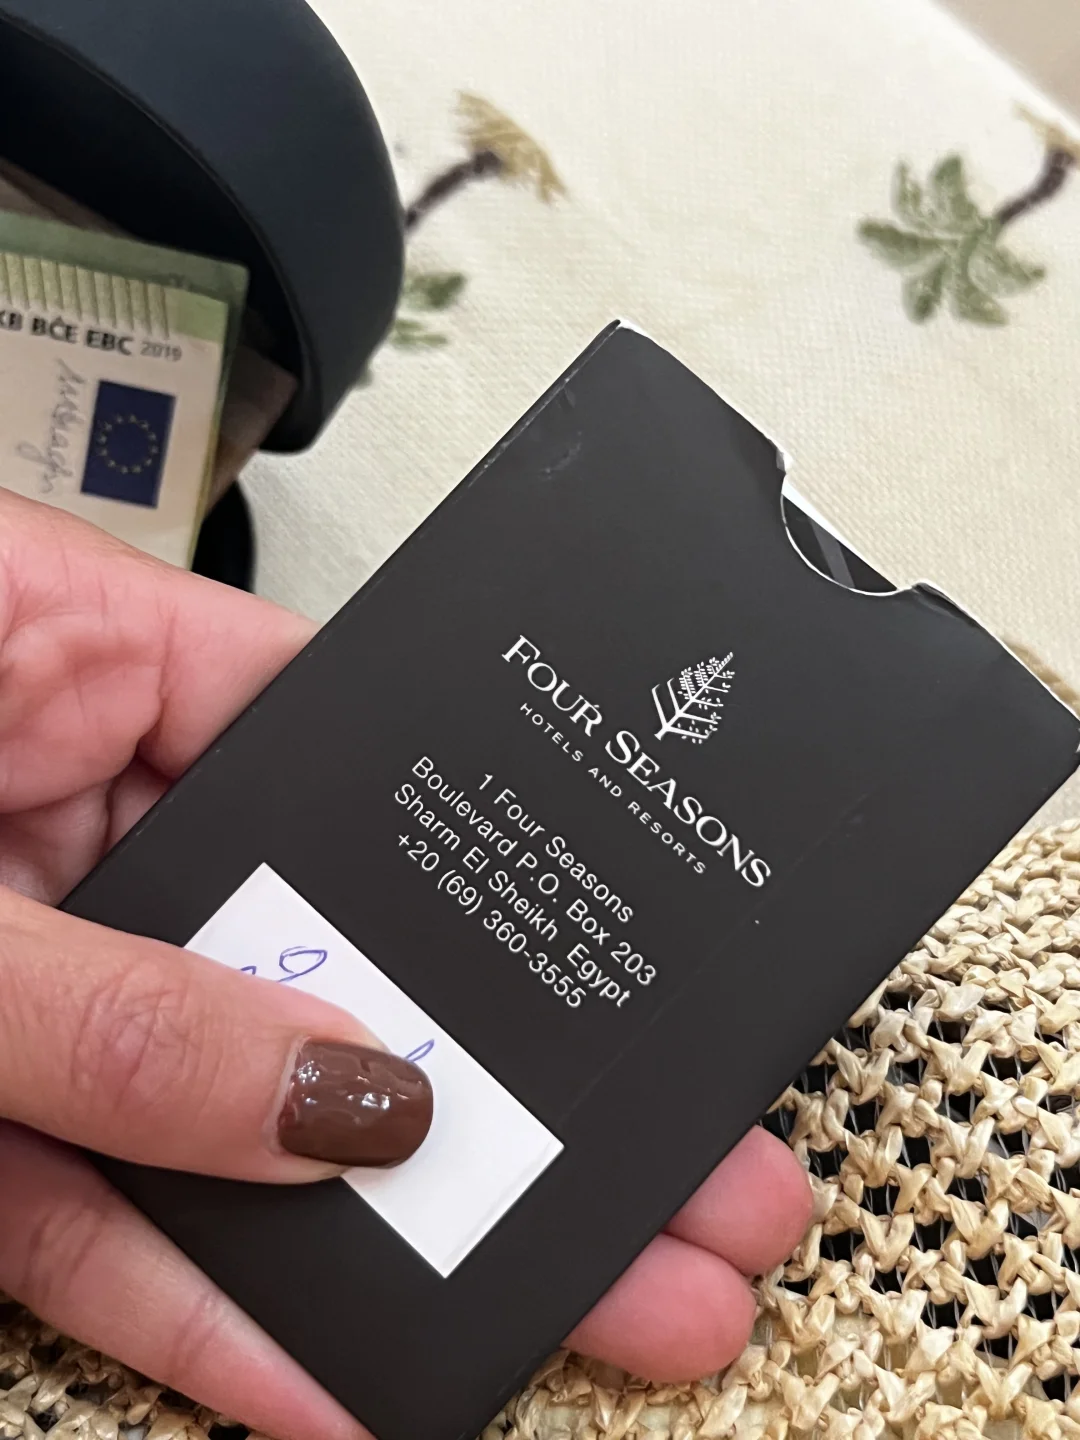 BCE EBC 2019
FOUR SEASONS
HOTELS AND RESORTS
1 Four Seasons
Boulevard P.O. Box 203
Sharm El Sheikh Egypt
+20 (69) 360-3555